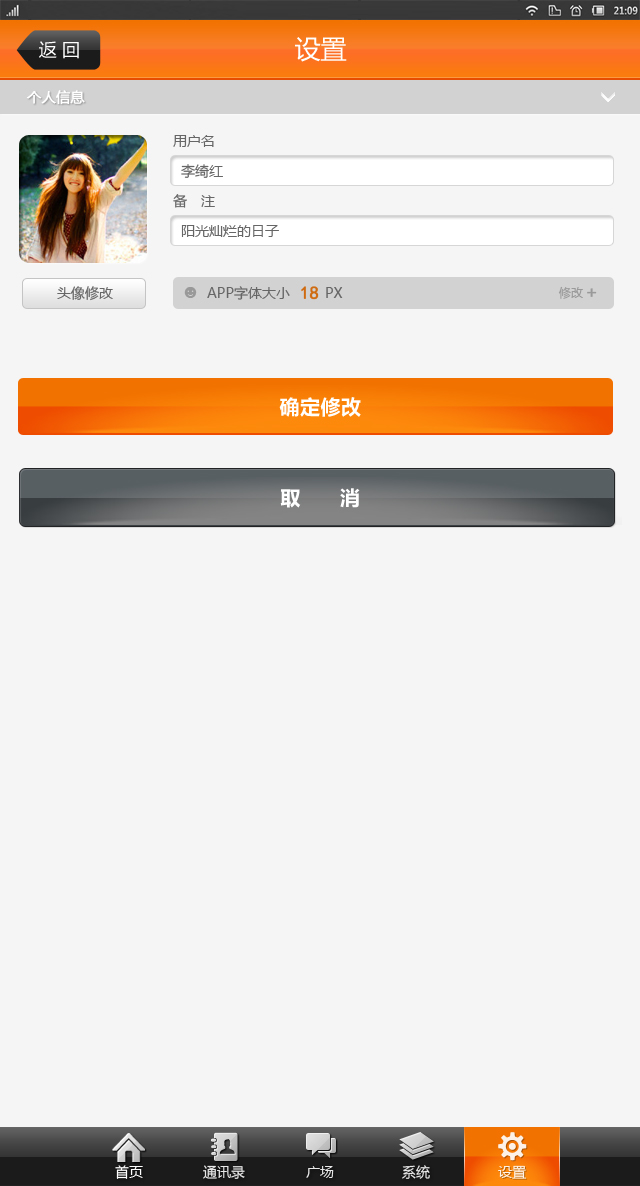 21:09
返回
设置
个人信息
用户名
李绮红
备 注
阳光灿烂的日子
头像修改
APP字体大小 18 PX
修改 +
确定修改
取 消
首页
通讯录
广场
系统
设置